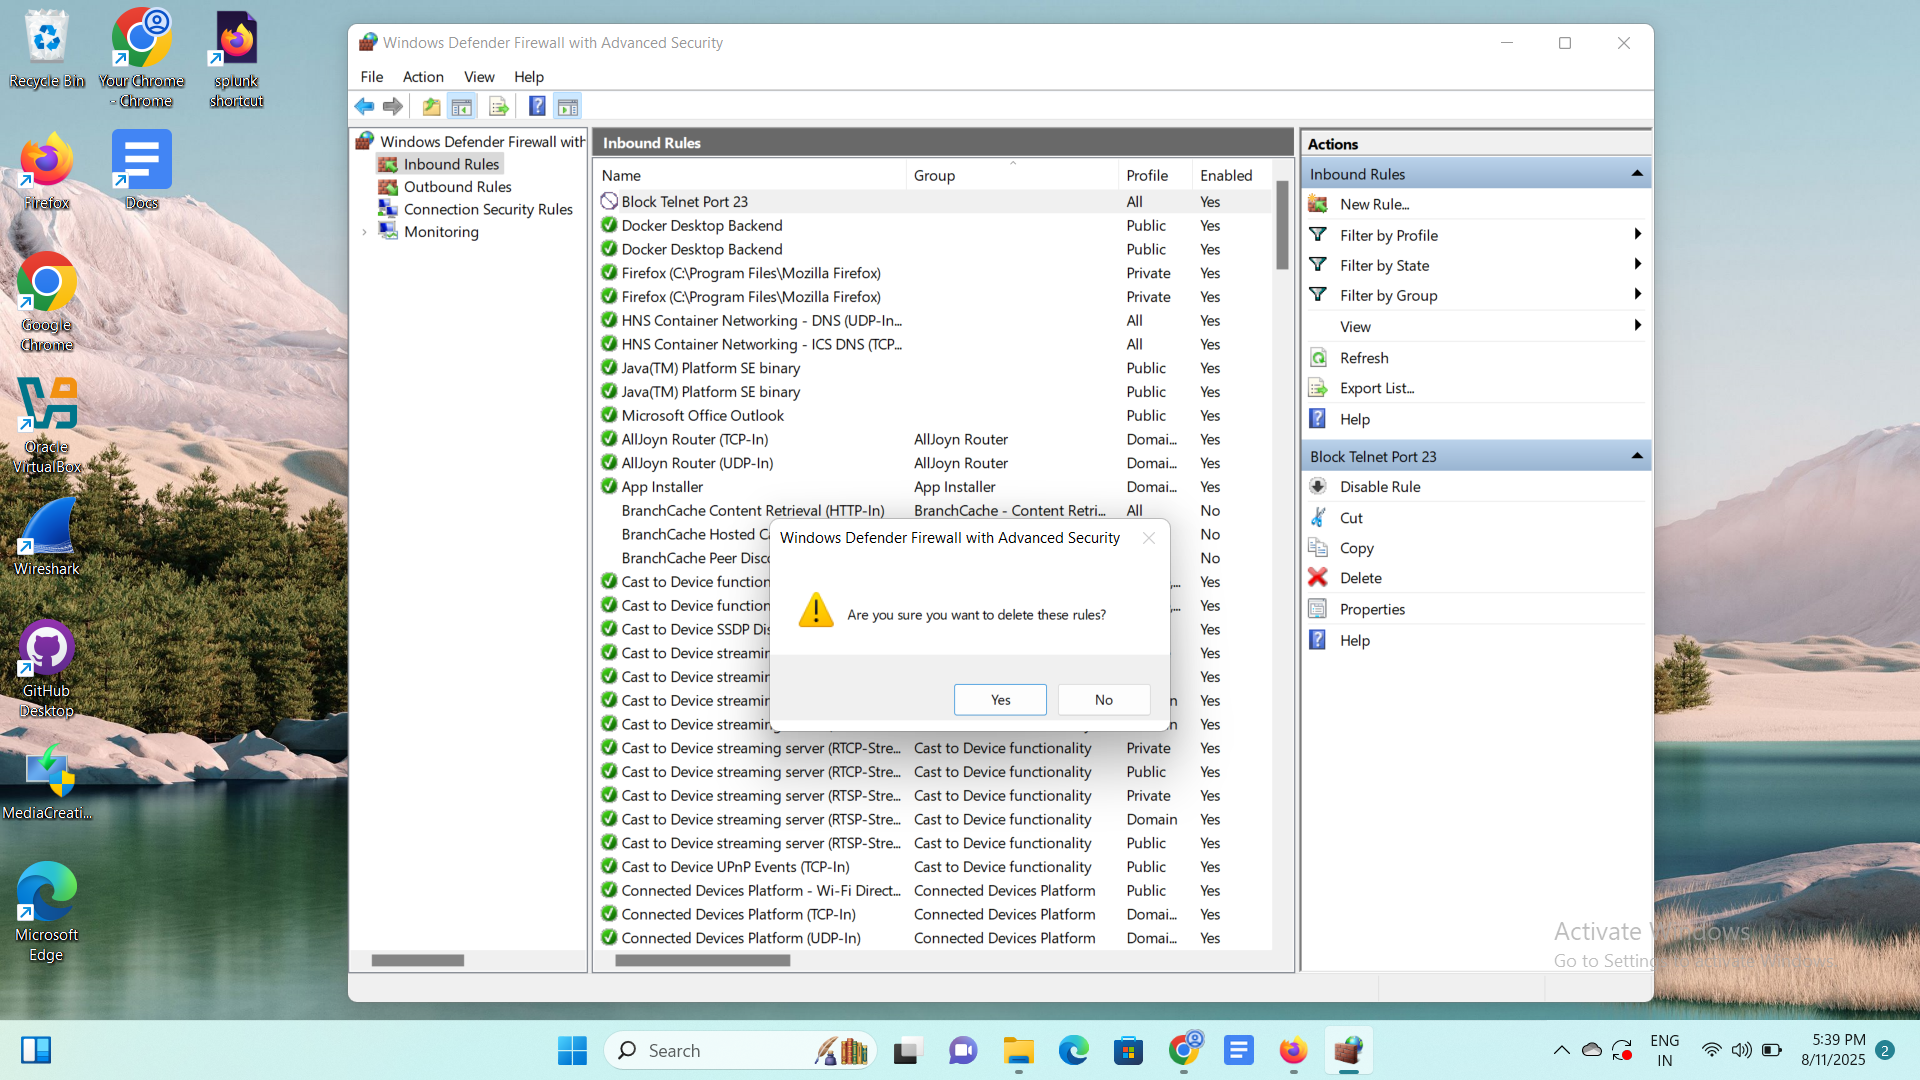 Recycle Bin
Your Chrome
- Chrome
splunk
shortcut
Firefox
Docs
Google
Chrome
Oracle
VirtualBox
Wireshark
GitHub
Desktop
MediaCreati...
Microsoft
Edge
Windows Defender Firewall with Advanced Security
File Action View Help
Windows Defender Firewall with
Inbound Rules
Outbound Rules
Connection Security Rules
Monitoring
Inbound Rules
Name Group Profile Enabled
Block Telnet Port 23 All Yes
Docker Desktop Backend Public Yes
Docker Desktop Backend Public Yes
Firefox (C:\Program Files\Mozilla Firefox) Private Yes
Firefox (C:\Program Files\Mozilla Firefox) Private Yes
HNS Container Networking - DNS (UDP-In... All Yes
HNS Container Networking - ICS DNS (TCP... All Yes
Java(TM) Platform SE binary Public Yes
Java(TM) Platform SE binary Public Yes
Microsoft Office Outlook Public Yes
AllJoyn Router (TCP-In) AllJoyn Router Domai... Yes
AllJoyn Router (UDP-In) AllJoyn Router Domai... Yes
App Installer App Installer Domai... Yes
BranchCache Content Retrieval (HTTP-In) BranchCache - Content Retri... All No
BranchCache Hosted C No
BranchCache Peer Disco No
Cast to Device function ... Yes
Cast to Device function ... Yes
Cast to Device SSDP Dis Yes
Cast to Device streamin Yes
Cast to Device streamin Yes
Cast to Device streamin n Yes
Cast to Device streamin n Yes
Cast to Device streaming server (RTCP-Stre... Cast to Device functionality Private Yes
Cast to Device streaming server (RTCP-Stre... Cast to Device functionality Public Yes
Cast to Device streaming server (RTSP-Stre... Cast to Device functionality Private Yes
Cast to Device streaming server (RTSP-Stre... Cast to Device functionality Domain Yes
Cast to Device streaming server (RTSP-Stre... Cast to Device functionality Public Yes
Cast to Device UPnP Events (TCP-In) Cast to Device functionality Public Yes
Connected Devices Platform - Wi-Fi Direct... Connected Devices Platform Public Yes
Connected Devices Platform (TCP-In) Connected Devices Platform Domai... Yes
Connected Devices Platform (UDP-In) Connected Devices Platform Domai... Yes
Windows Defender Firewall with Advanced Security
Are you sure you want to delete these rules?
Yes No
Actions
Inbound Rules
New Rule...
Filter by Profile
Filter by State
Filter by Group
View
Refresh
Export List...
Help
Block Telnet Port 23
Disable Rule
Cut
Copy
Delete
Properties
Help
Activate Windows
Go to Setting
Search
ENG
IN
5:39 PM
8/11/2025
2